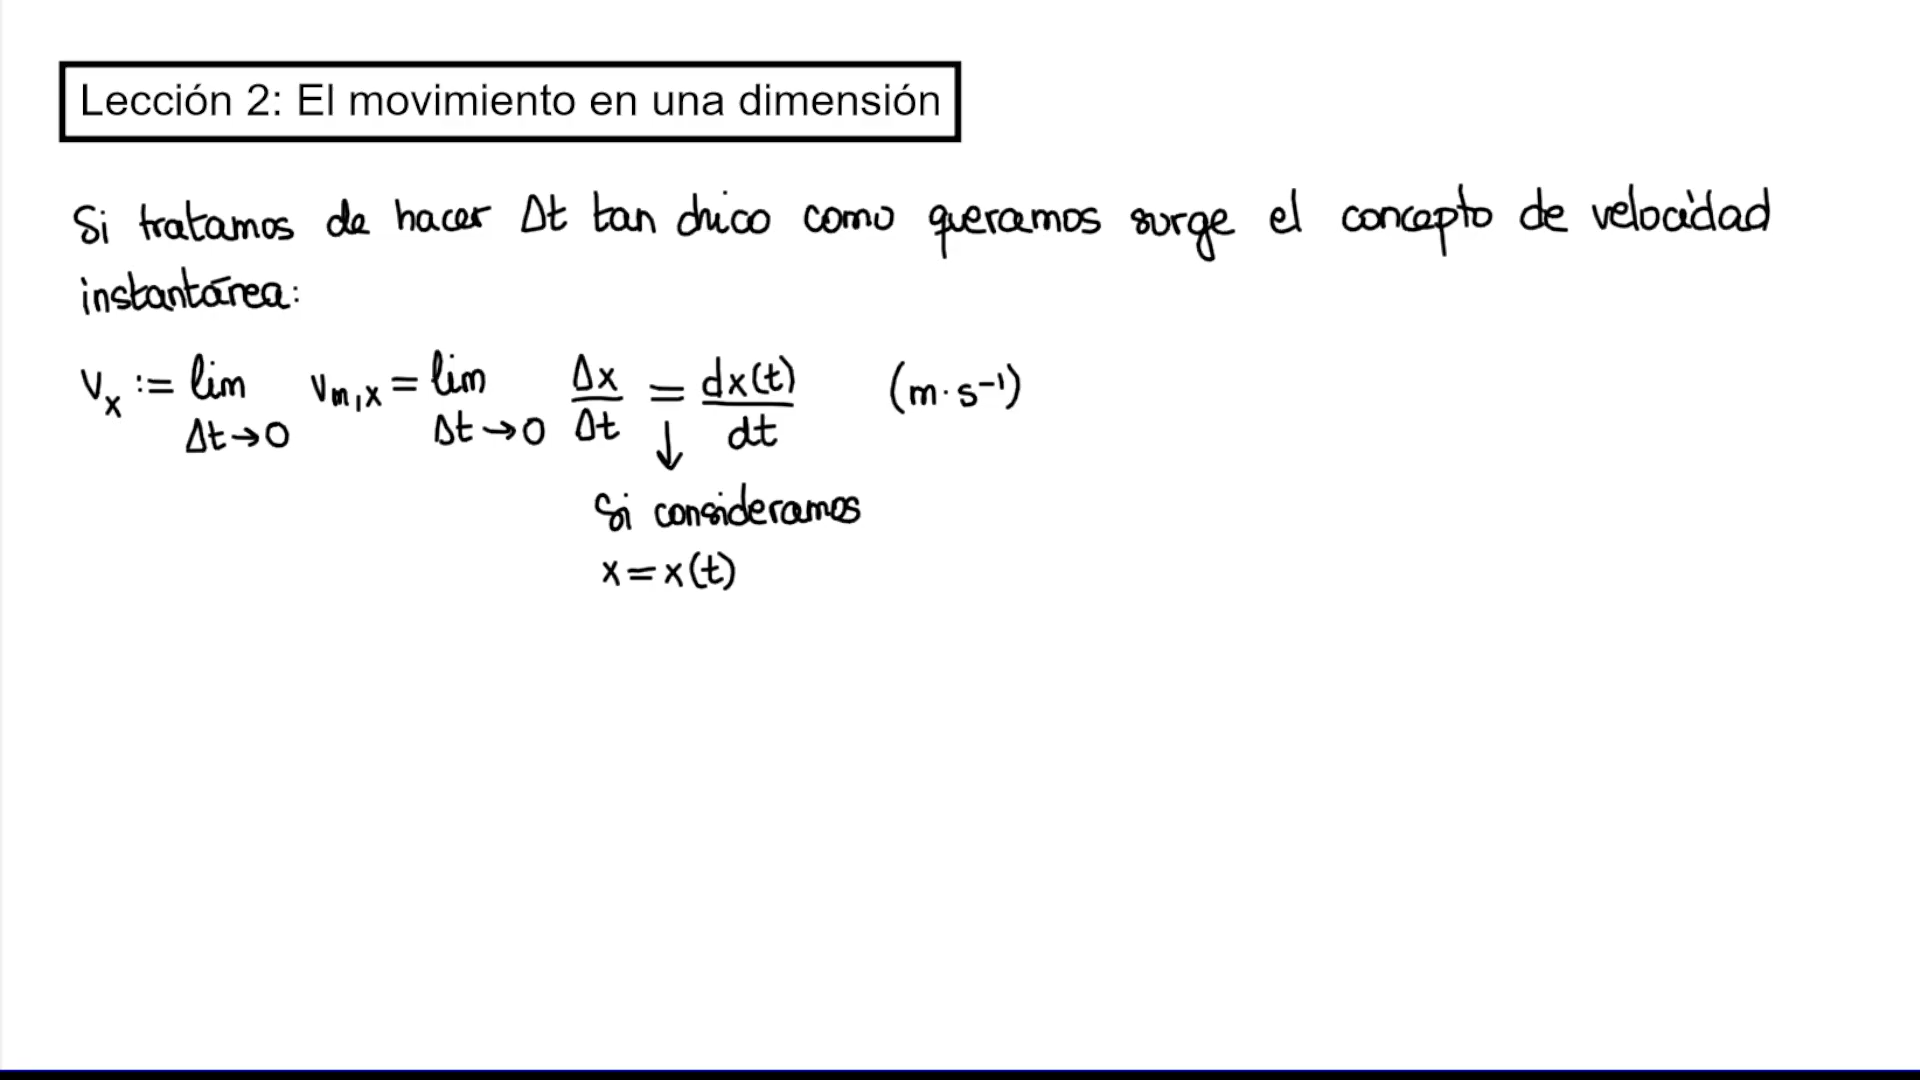 Lección 2: El movimiento en una dimensión
Si tratamos de hacer Δt tan chico como queramos surge el concepto de velocidad
instantánea:
Vx := lim Δt→0 Vm,x = lim Δt→0 Δx/Δt = dx(t)/dt (m·s⁻¹)
↓
Si consideramos
x=x(t)